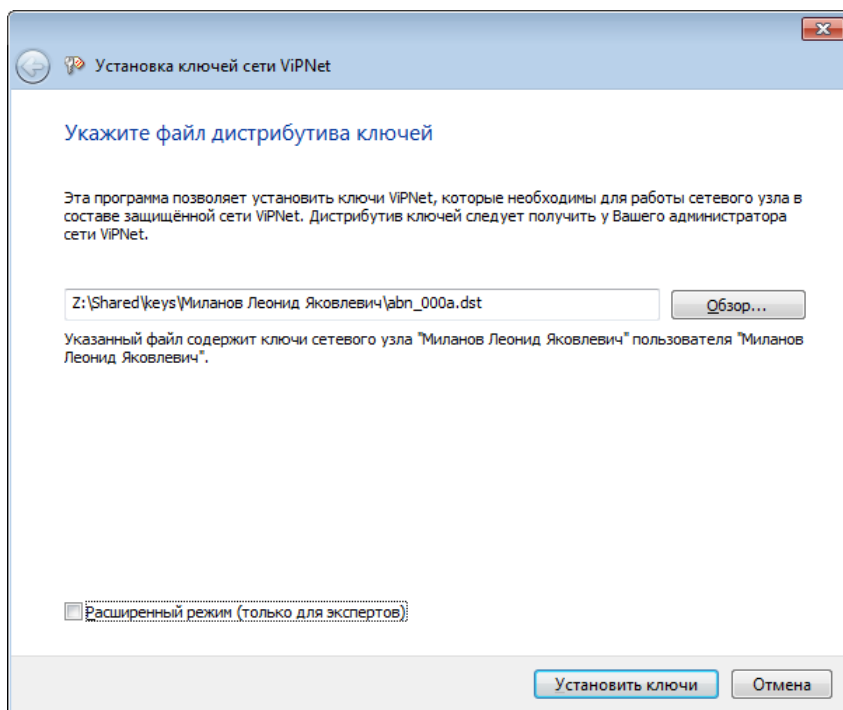 Установка ключей сети ViPNet
Укажите файл дистрибутива ключей
Эта программа позволяет установить ключи ViPNet, которые необходимы для работы сетевого узла в
составе защищённой сети ViPNet. Дистрибутив ключей следует получить у Вашего администратора
сети ViPNet.
Z:\Shared\keys\Миланов Леонид Яковлевич\abn_000a.dst
Обзор...
Указанный файл содержит ключи сетевого узла "Миланов Леонид Яковлевич" пользователя "Миланов
Леонид Яковлевич".
Расширенный режим (только для экспертов)
Установить ключи
Отмена